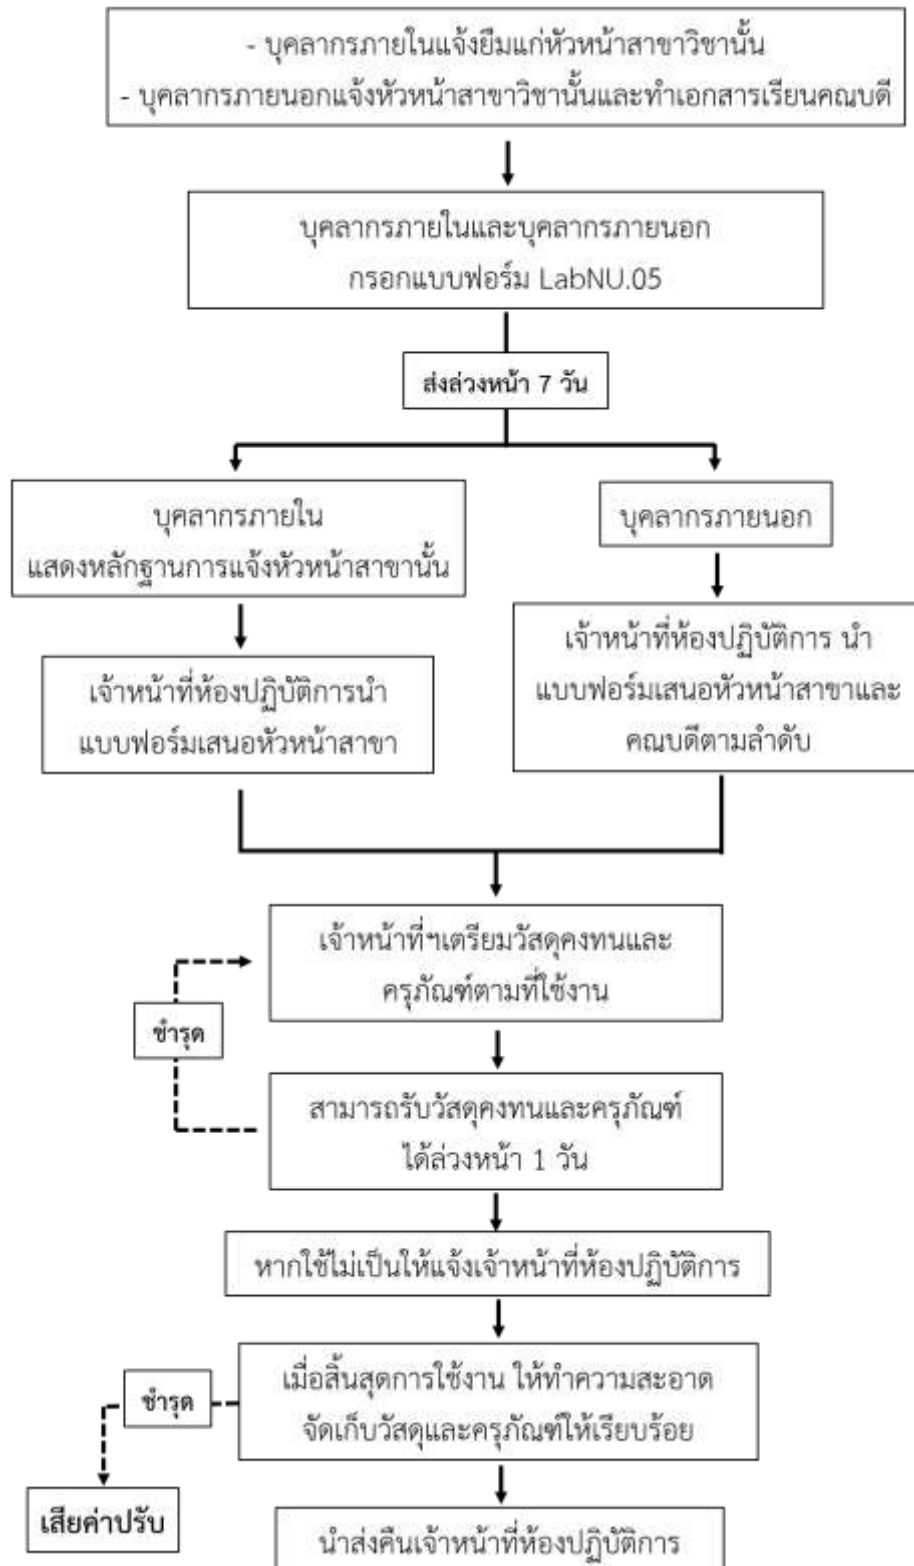 - บุคลากรภายในแจ้งยืมแก่หัวหน้าสาขาวิชานั้น
- บุคลากรภายนอกแจ้งหัวหน้าสาขาวิชานั้นและทำเอกสารเรียนคณบดี
บุคลากรภายในและบุคลากรภายนอก
กรอกแบบฟอร์ม LabNU.05
ส่งล่วงหน้า 7 วัน
บุคลากรภายใน
แสดงหลักฐานการแจ้งหัวหน้าสาขานั้น
บุคลากรภายนอก
เจ้าหน้าที่ห้องปฏิบัติการนำ
แบบฟอร์มเสนอหัวหน้าสาขา
เจ้าหน้าที่ห้องปฏิบัติการ นำ
แบบฟอร์มเสนอหัวหน้าสาขาและ
คณบดีตามลำดับ
เจ้าหน้าที่ฯเตรียมวัสดุคงทนและ
ครุภัณฑ์ตามที่ใช้งาน
ชำรุด
สามารถรับวัสดุคงทนและครุภัณฑ์
ได้ล่วงหน้า 1 วัน
หากใช้ไม่เป็นให้แจ้งเจ้าหน้าที่ห้องปฏิบัติการ
เมื่อสิ้นสุดการใช้งาน ให้ทำความสะอาด
จัดเก็บวัสดุและครุภัณฑ์ให้เรียบร้อย
ชำรุด
เสียค่าปรับ
นำส่งคืนเจ้าหน้าที่ห้องปฏิบัติการ